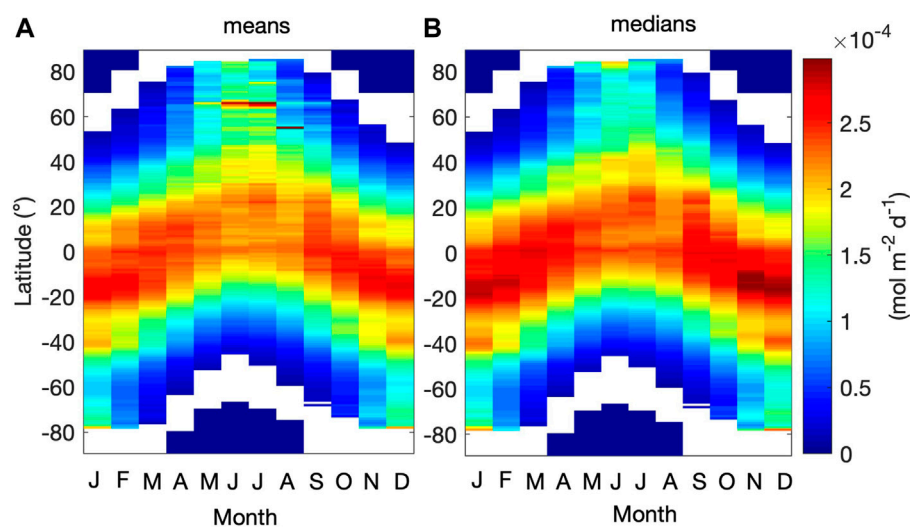 A means B medians ×10⁻⁴
80 80
60 60 2.5
40 40
20 20 2
0 0 1.5
-20 -20
-40 -40 1
-60 -60 0.5
-80 -80 0
Latitude (°)
(mol m⁻² d⁻¹)
J F M A M J J A S O N D J F M A M J J A S O N D
Month Month